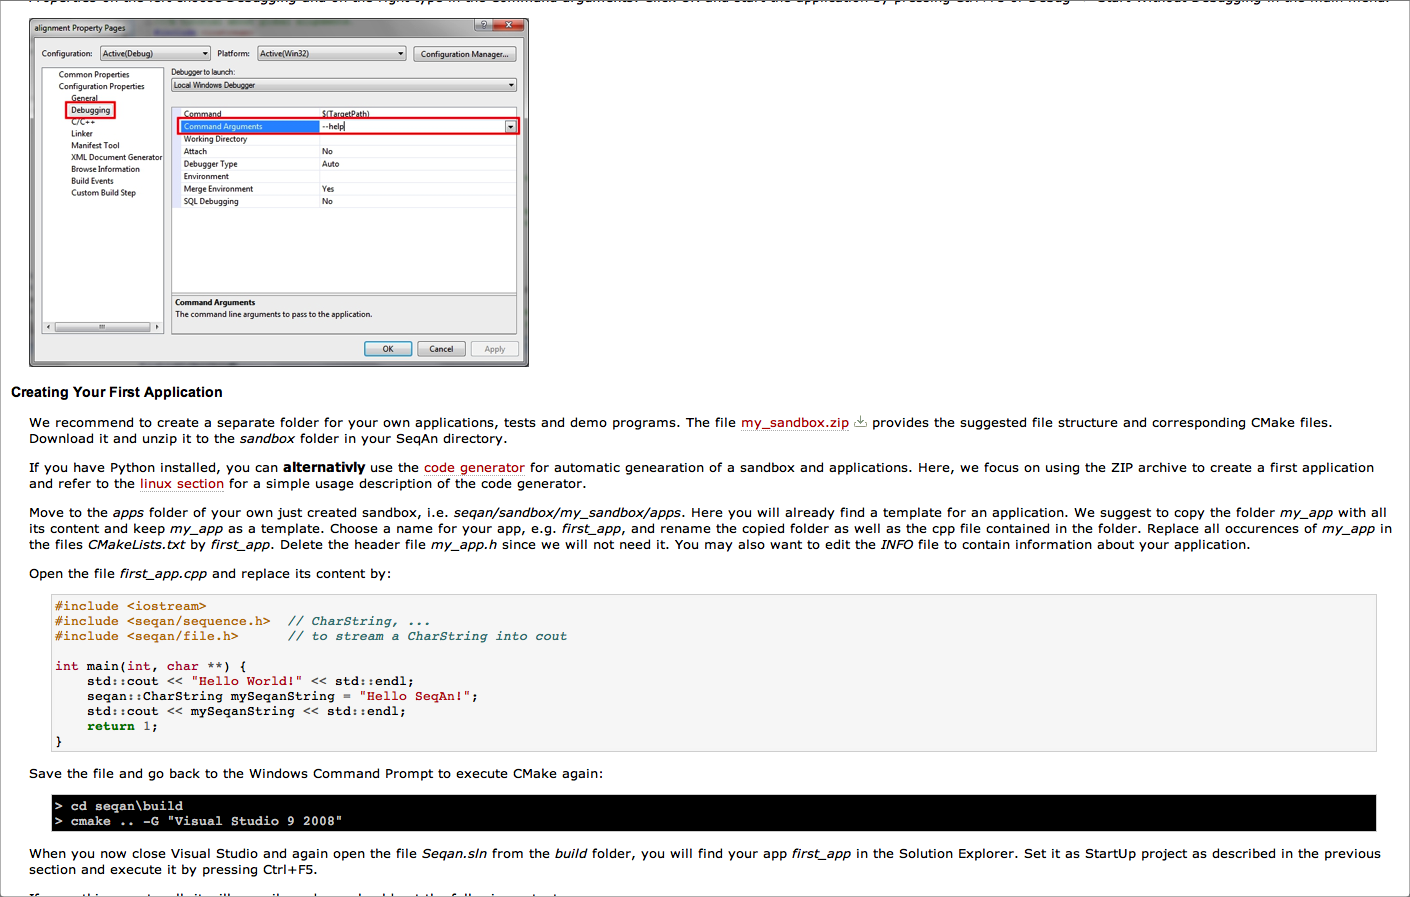 alignment Property Pages
Configuration: Active(Debug) Platform: Active(Win32) Configuration Manager...
Common Properties
Configuration Properties
General
Debugging
C/C++
Linker
Manifest Tool
XML Document Generator
Browse Information
Build Events
Custom Build Step
Debugger to launch:
Local Windows Debugger
Command $(TargetPath)
Command Arguments --help
Working Directory
Attach No
Debugger Type Auto
Environment
Merge Environment Yes
SQL Debugging No
Command Arguments
The command line arguments to pass to the application.
OK Cancel Apply
Creating Your First Application
We recommend to create a separate folder for your own applications, tests and demo programs. The file my_sandbox.zip provides the suggested file structure and corresponding CMake files.
Download it and unzip it to the sandbox folder in your SeqAn directory.
If you have Python installed, you can alternativly use the code generator for automatic genearation of a sandbox and applications. Here, we focus on using the ZIP archive to create a first application
and refer to the linux section for a simple usage description of the code generator.
Move to the apps folder of your own just created sandbox, i.e. seqan/sandbox/my_sandbox/apps. Here you will already find a template for an application. We suggest to copy the folder my_app with all
its content and keep my_app as a template. Choose a name for your app, e.g. first_app, and rename the copied folder as well as the cpp file contained in the folder. Replace all occurences of my_app in
the files CMakeLists.txt by first_app. Delete the header file my_app.h since we will not need it. You may also want to edit the INFO file to contain information about your application.
Open the file first_app.cpp and replace its content by:
#include <iostream>
#include <seqan/sequence.h>  // CharString, ...
#include <seqan/file.h>      // to stream a CharString into cout
int main(int, char **) {
    std::cout << "Hello World!" << std::endl;
    seqan::CharString mySeqanString = "Hello SeqAn!";
    std::cout << mySeqanString << std::endl;
    return 1;
}
Save the file and go back to the Windows Command Prompt to execute CMake again:
> cd seqan\build
> cmake .. -G "Visual Studio 9 2008"
When you now close Visual Studio and again open the file Seqan.sln from the build folder, you will find your app first_app in the Solution Explorer. Set it as StartUp project as described in the previous
section and execute it by pressing Ctrl+F5.